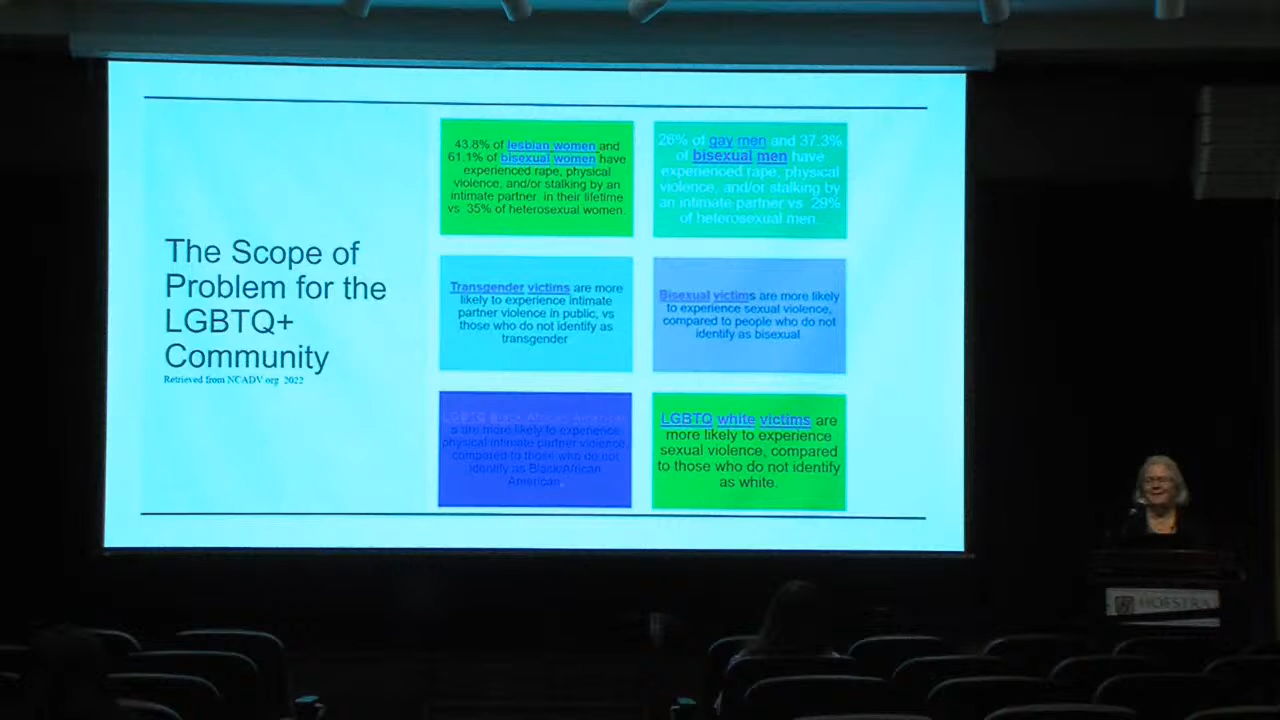 The Scope of
Problem for the
LGBTQ+
Community
Retrieved from NCADV.org 2022
43.8% of lesbian women and
61.1% of bisexual women have
experienced rape, physical
violence, and/or stalking by an
intimate partner in their lifetime
vs 35% of heterosexual women.
26% of gay men and 37.3%
of bisexual men have
experienced rape, physical
violence, and/or stalking by
an intimate partner vs 29%
of heterosexual men
Transgender victims are more
likely to experience intimate
partner violence in public, vs
those who do not identify as
transgender
Bisexual victims are more likely
to experience sexual violence,
compared to people who do not
identify as bisexual
LGBTQ Black African American
s are more likely to experience
physical intimate partner violence,
compared to those who do not
identify as Black/African
American.
LGBTQ white victims are
more likely to experience
sexual violence, compared
to those who do not identify
as white.
HOFSTRA